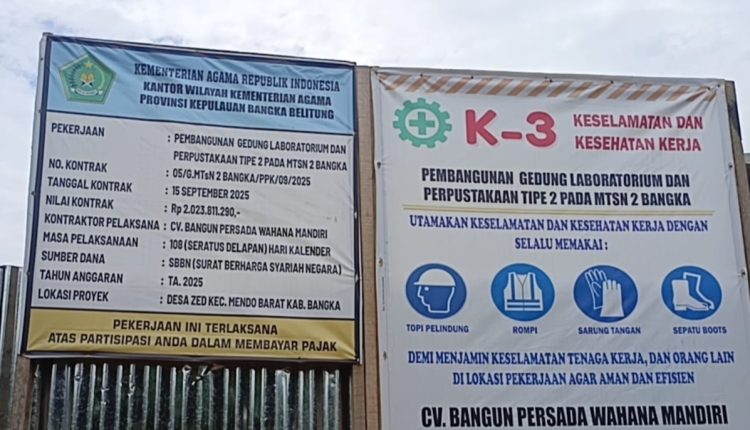 KEMENTERIAN AGAMA REPUBLIK INDONESIA
KANTOR WILAYAH KEMENTERIAN AGAMA
PROVINSI KEPULAUAN BANGKA BELITUNG
PEKERJAAN : PEMBANGUNAN GEDUNG LABORATORIUM DAN
PERPUSTAKAAN TIPE 2 PADA MTSN 2 BANGKA
NO. KONTRAK : 05/G.MTsN 2 BANGKA/PPK/09/2025
TANGGAL KONTRAK : 15 SEPTEMBER 2025
NILAI KONTRAK : Rp 2.023.811.290,-
KONTRAKTOR PELAKSANA : CV. BANGUN PERSADA WAHANA MANDIRI
MASA PELAKSANAAN : 108 (SERATUS DELAPAN) HARI KALENDER
SUMBER DANA : SBBN (SURAT BERHARGA SYARIAH NEGARA)
TAHUN ANGGARAN : TA. 2025
LOKASI PROYEK : DESA ZED KEC. MENDO BARAT KAB. BANGKA
PEKERJAAN INI TERLAKSANA
ATAS PARTISIPASI ANDA DALAM MEMBAYAR PAJAK
K-3 KESELAMATAN DAN
KESEHATAN KERJA
PEMBANGUNAN GEDUNG LABORATORIUM DAN
PERPUSTAKAAN TIPE 2 PADA MTSN 2 BANGKA
UTAMAKAN KESELAMATAN DAN KESEHATAN KERJA DENGAN
SELALU MEMAKAI :
TOPI PELINDUNG ROMPI SARUNG TANGAN SEPATU BOOTS
DEMI MENJAMIN KESELAMATAN TENAGA KERJA, DAN ORANG LAIN
DI LOKASI PEKERJAAN AGAR AMAN DAN EFISIEN
CV. BANGUN PERSADA WAHANA MANDIRI